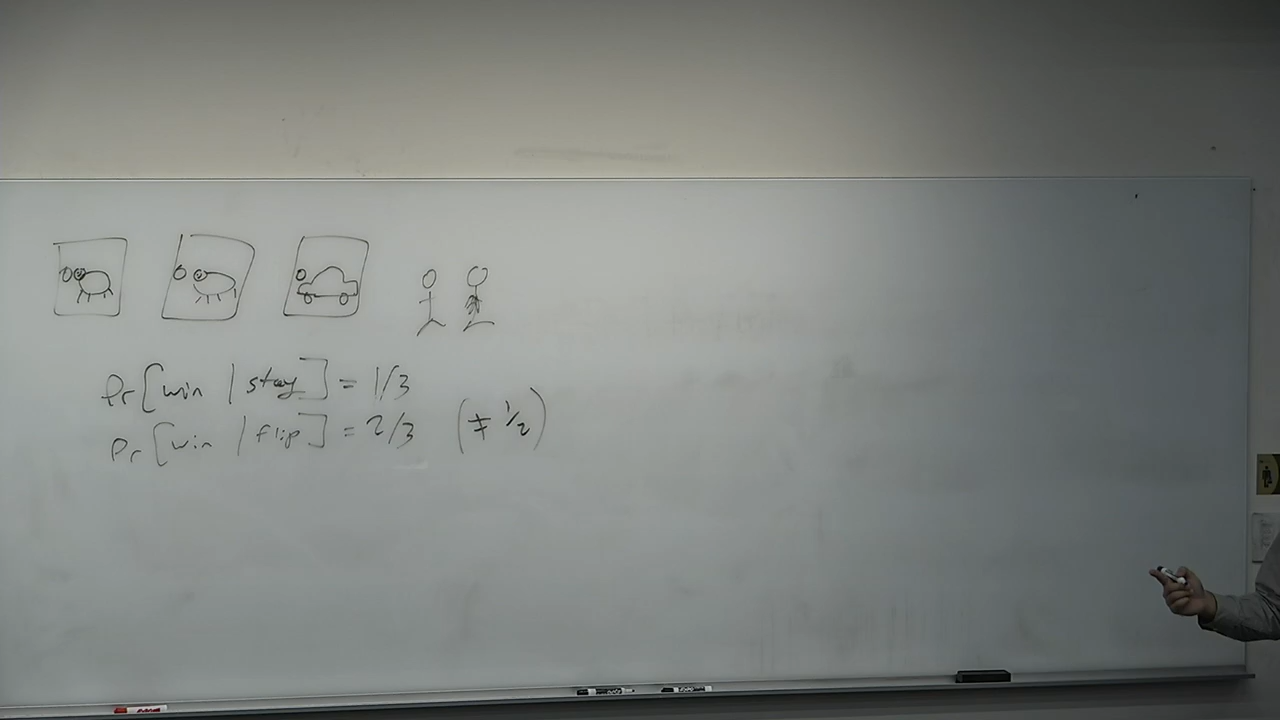 Pr[win | stay] = 1/3
Pr[win | flip] = 2/3 (≠ 1/2)